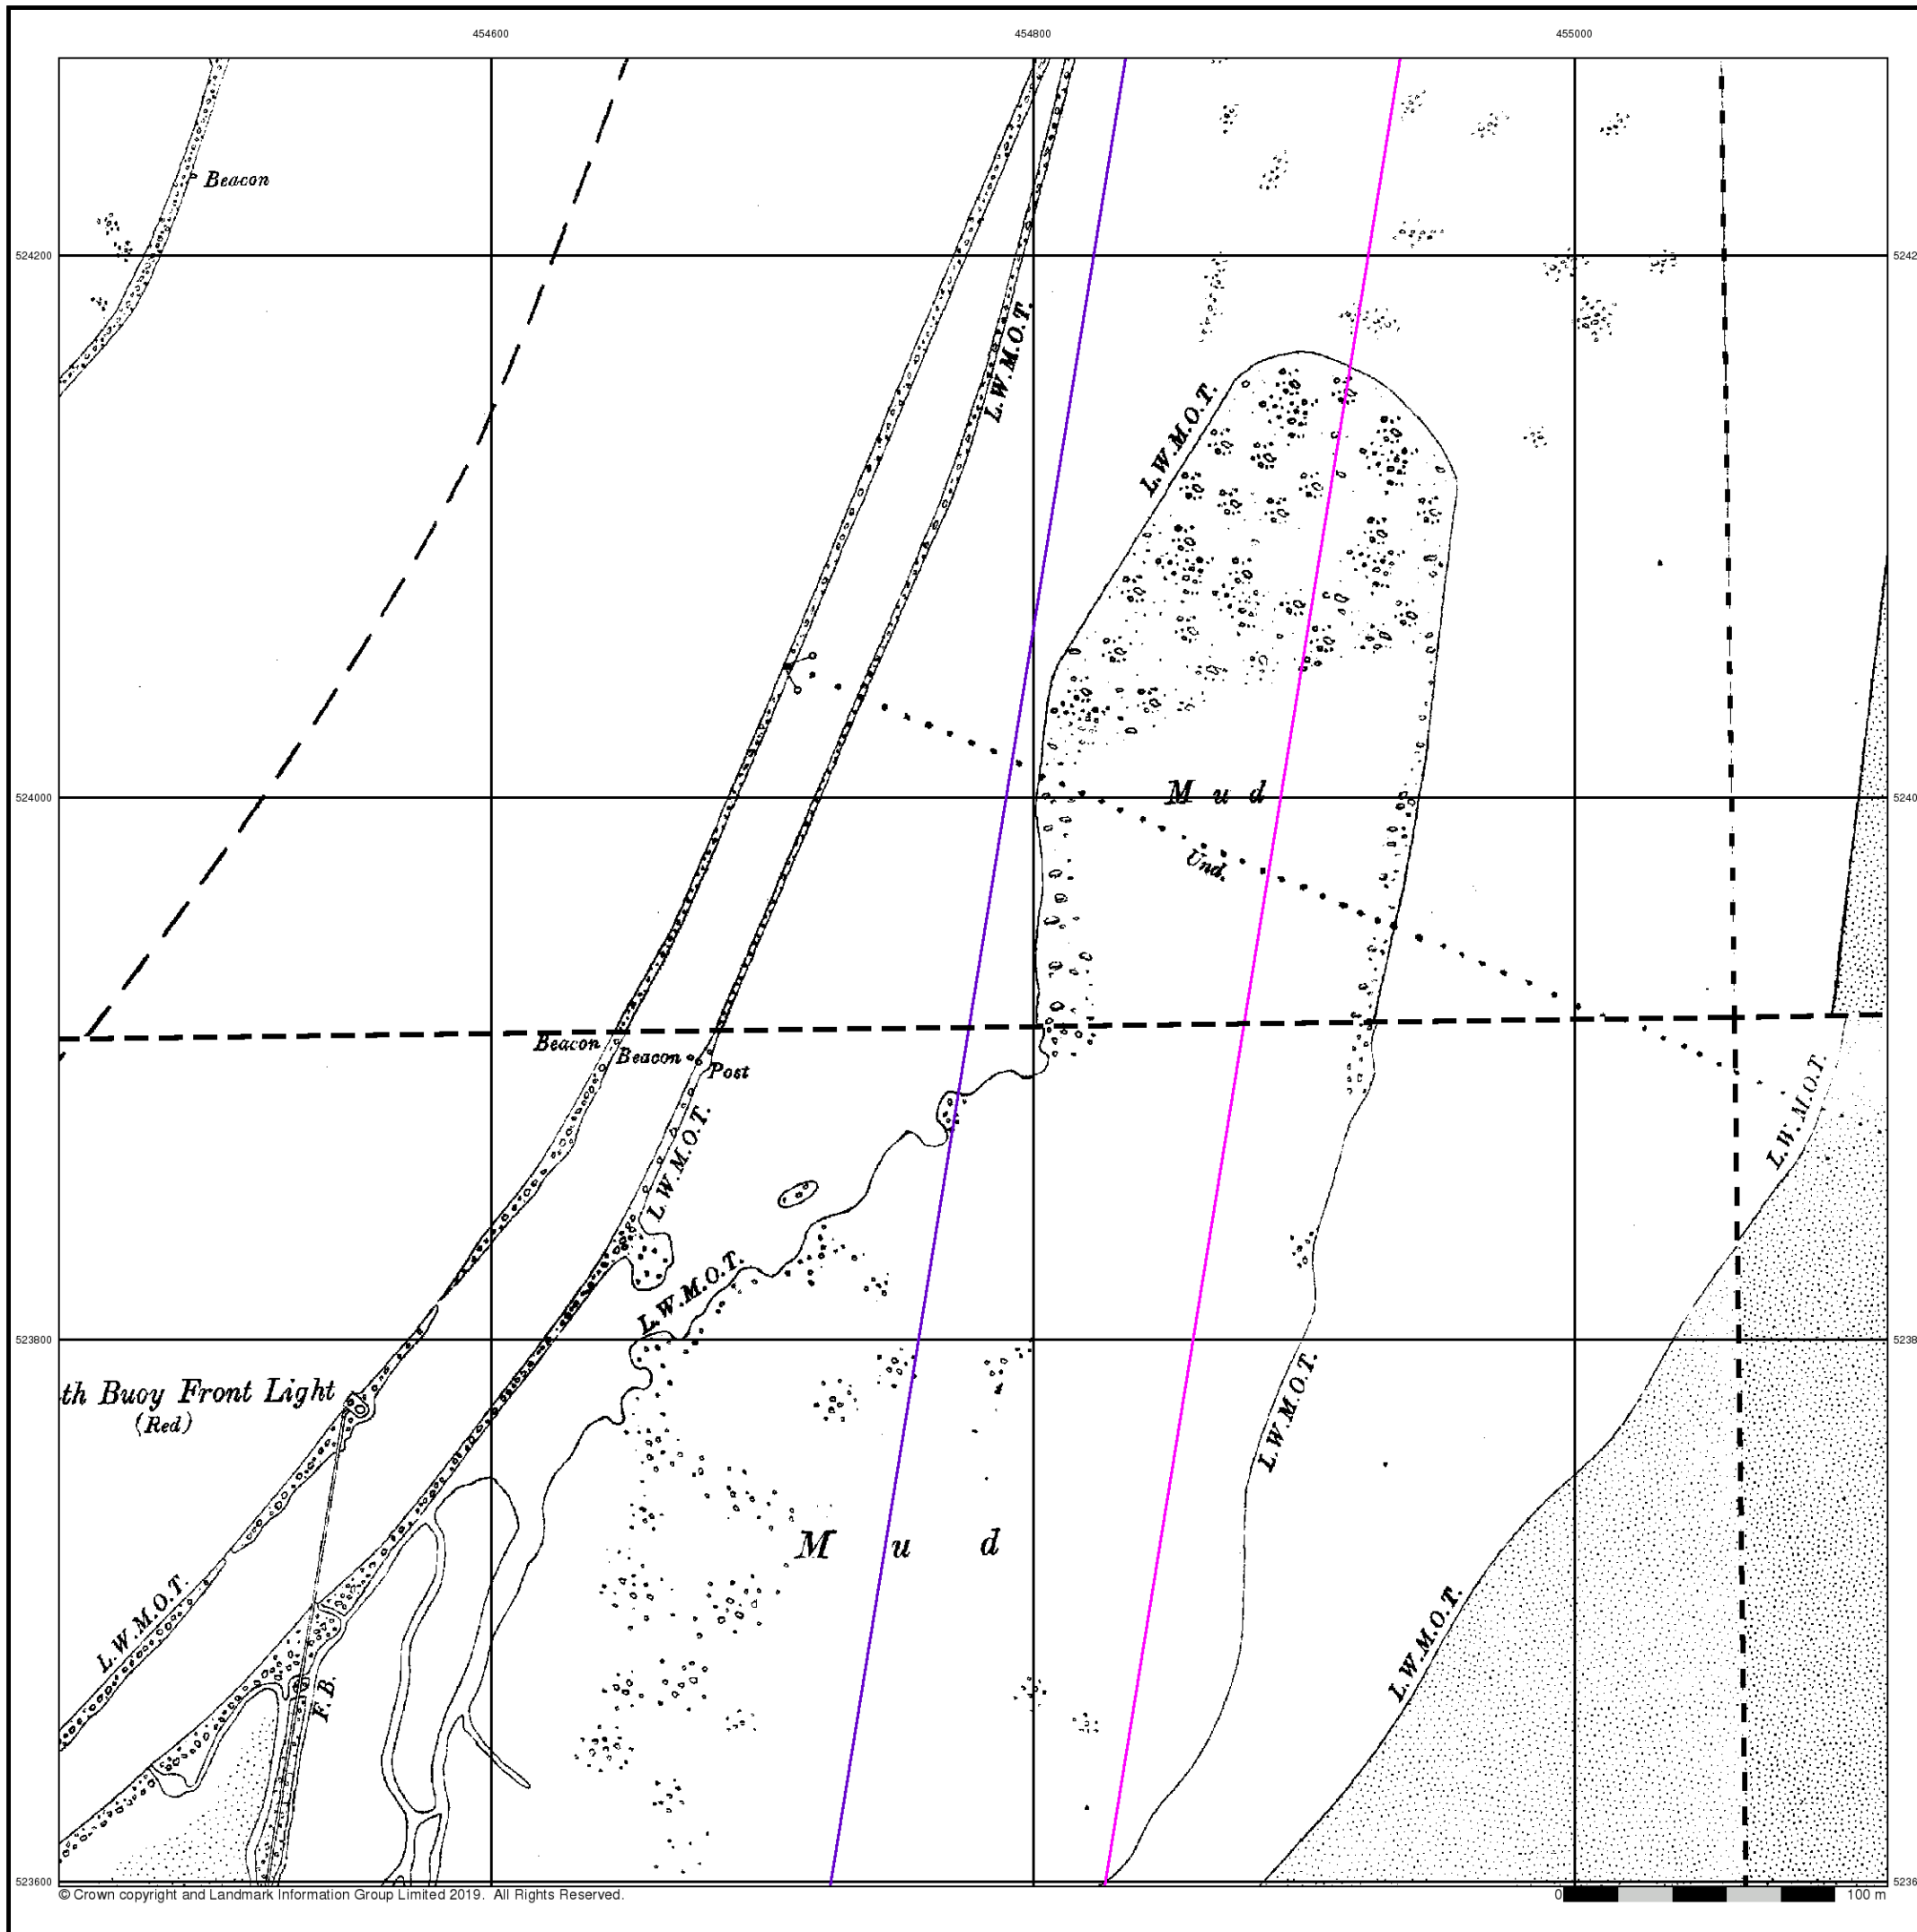 454600 454800 455000
Beacon
524200
5242
L.W.M.O.T.
L.W.M.O.T.
Mud
524000
5240
Und.
Beacon
Beacon
Post
L.W.M.O.T.
L.W.M.O.T.
L.W.M.O.T.
523800
5238
th Buoy Front Light
(Red)
L.W.M.O.T.
Mud
L.W.M.O.T.
L.W.M.O.T.
F.B.
523600
5236
© Crown copyright and Landmark Information Group Limited 2019. All Rights Reserved.
0 100 m